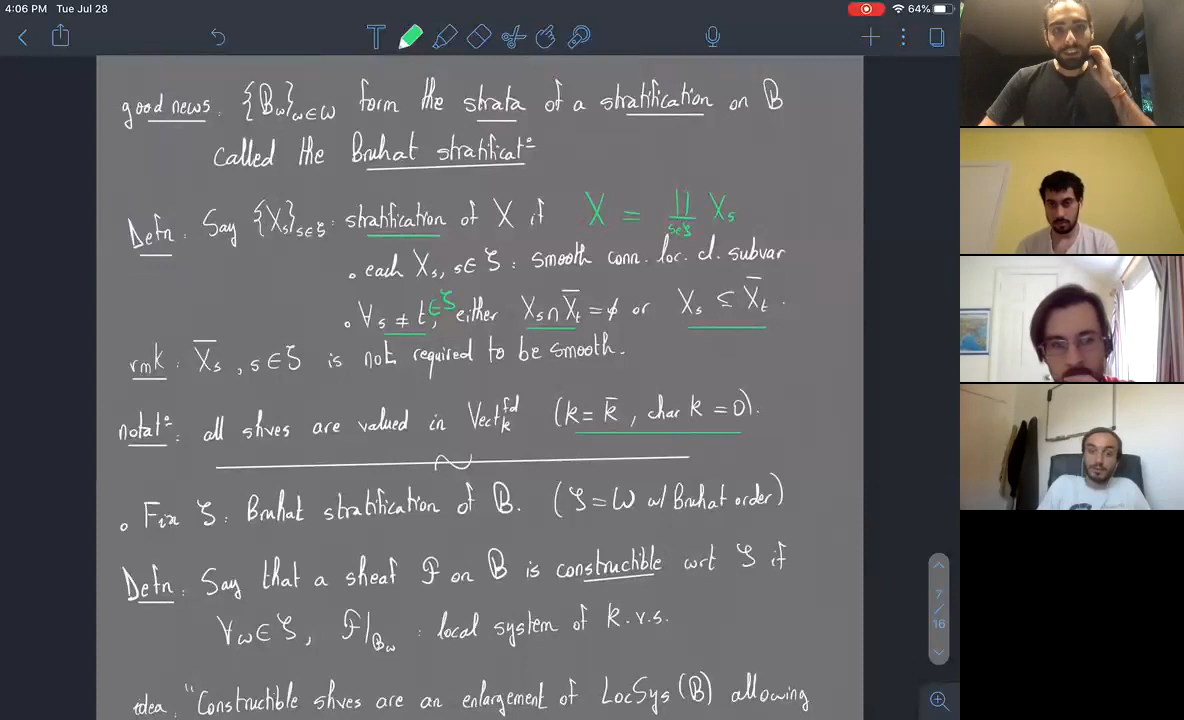 4:06 PM Tue Jul 28
64%
good news. {B_w}_{w∈W} form the strata of a stratification on B
called the Bruhat stratificat°
Defn: Say {X_s}_{s∈S}: stratification of X if X = ∐_{s∈S} X_s
• each X_s, s∈S: smooth conn. loc. cl. subvar
• ∀s≠t∈S, either X_s ∩ X̄_t = ∅ or X_s ⊆ X̄_t.
rmk: X̄_s, s∈S is not required to be smooth.
notat°: all shves are valued in Vect_k^{fd} (k = k̄, char k = 0).
• Fix S: Bruhat stratification of B. (S = W w/ Bruhat order)
Defn: Say that a sheaf F on B is constructible wrt S if
∀w∈S, F|_{B_w}: local system of k.v.s.
idea. "Constructible shves are an enlargement of LocSys(B) allowing
7
/
16